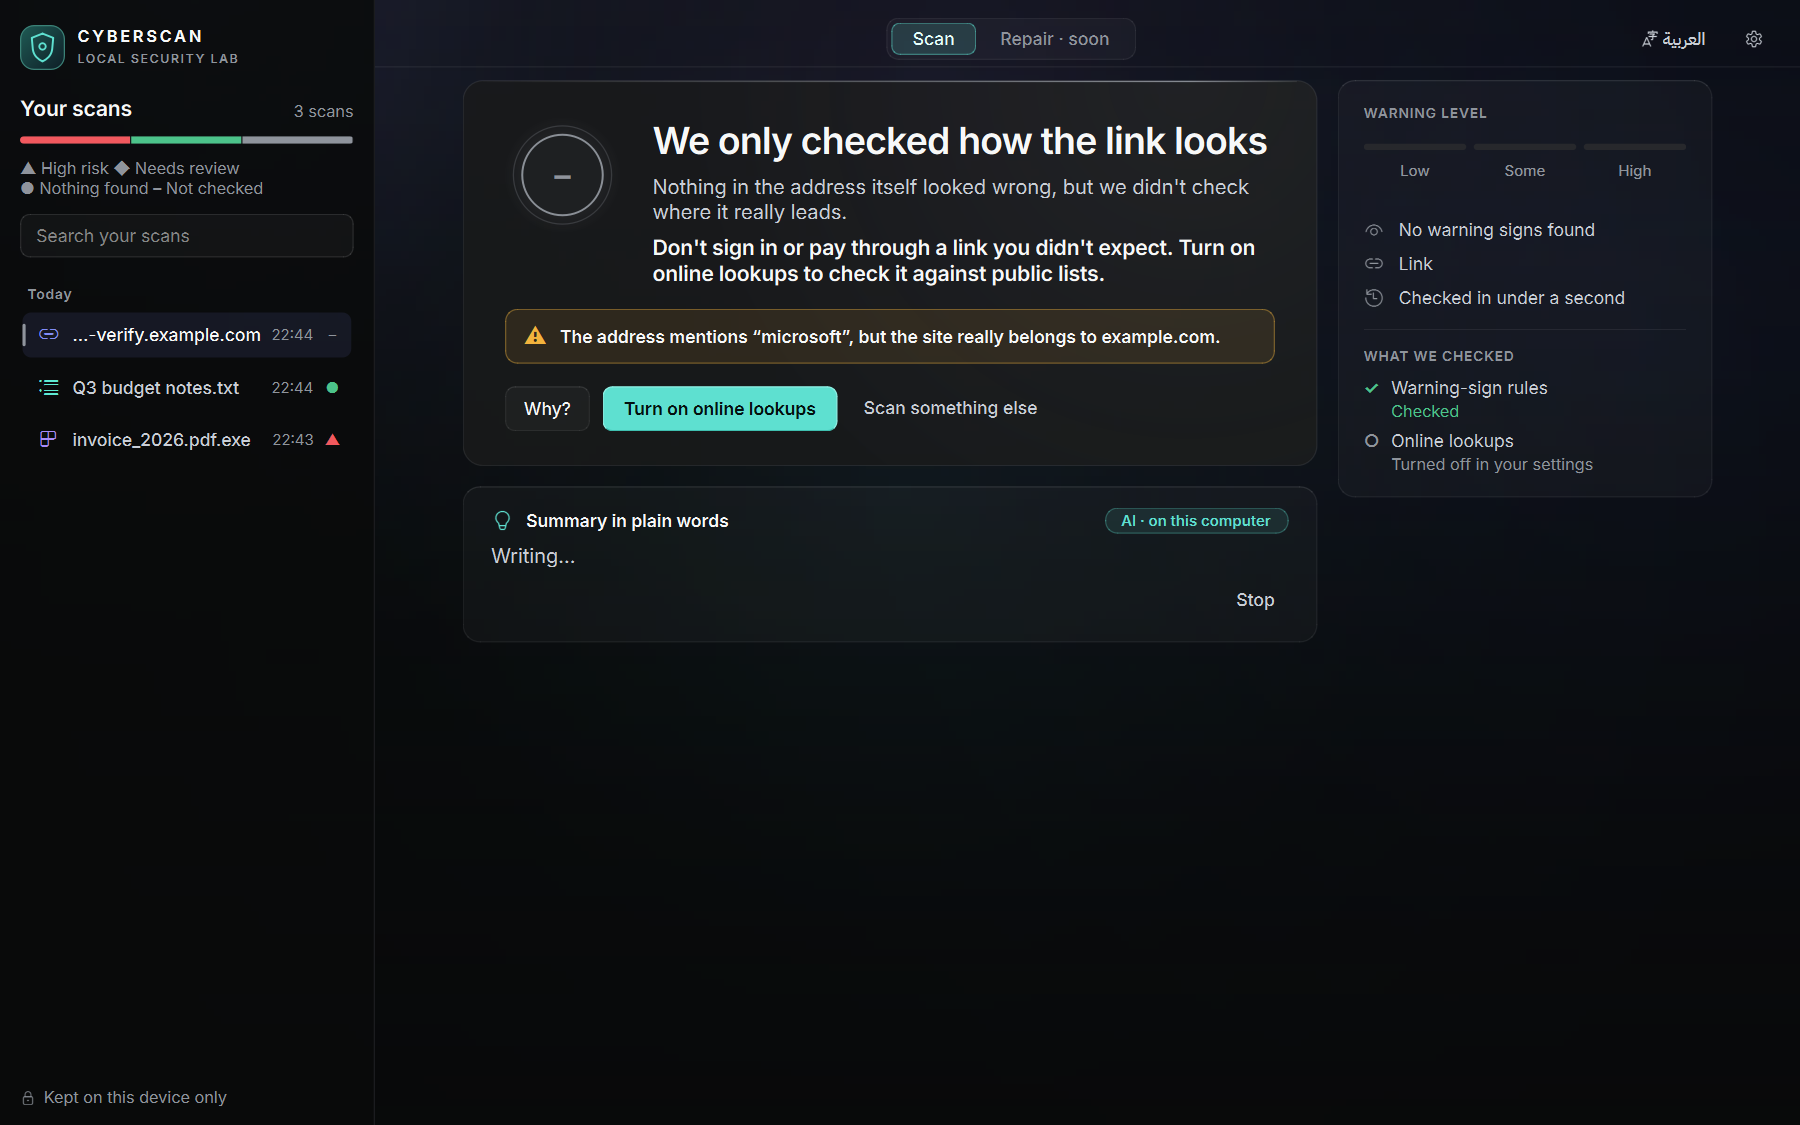 CYBERSCAN
LOCAL SECURITY LAB
Your scans
3 scans
High risk Needs review
Nothing found – Not checked
Search your scans
Today
...-verify.example.com 22:44 –
Q3 budget notes.txt 22:44
invoice_2026.pdf.exe 22:43
Kept on this device only
Scan
Repair · soon
العربية
We only checked how the link looks
Nothing in the address itself looked wrong, but we didn't check
where it really leads.
Don't sign in or pay through a link you didn't expect. Turn on
online lookups to check it against public lists.
The address mentions “microsoft”, but the site really belongs to example.com.
Why?
Turn on online lookups
Scan something else
Summary in plain words
AI · on this computer
Writing...
Stop
WARNING LEVEL
Low Some High
No warning signs found
Link
Checked in under a second
WHAT WE CHECKED
Warning-sign rules
Checked
Online lookups
Turned off in your settings